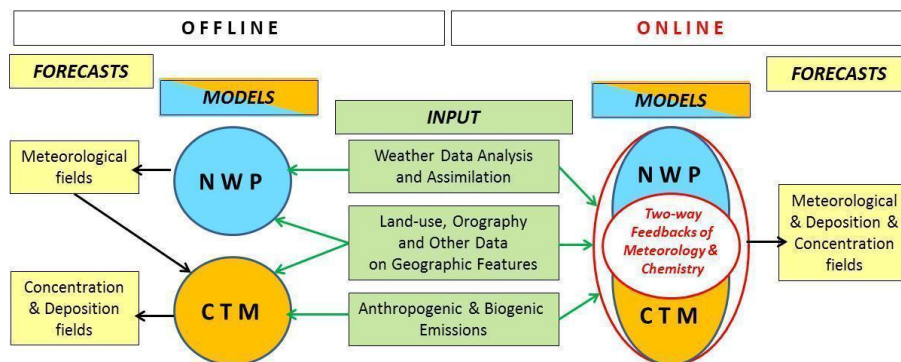 OFFLINE
ONLINE
FORECASTS
MODELS
INPUT
MODELS
FORECASTS
Meteorological
fields
NWP
Weather Data Analysis
and Assimilation
NWP
Land-use, Orography
and Other Data
on Geographic Features
Two-way
Feedbacks of
Meteorology &
Chemistry
Meteorological
& Deposition &
Concentration
fields
Concentration
& Deposition
fields
CTM
Anthropogenic & Biogenic
Emissions
CTM